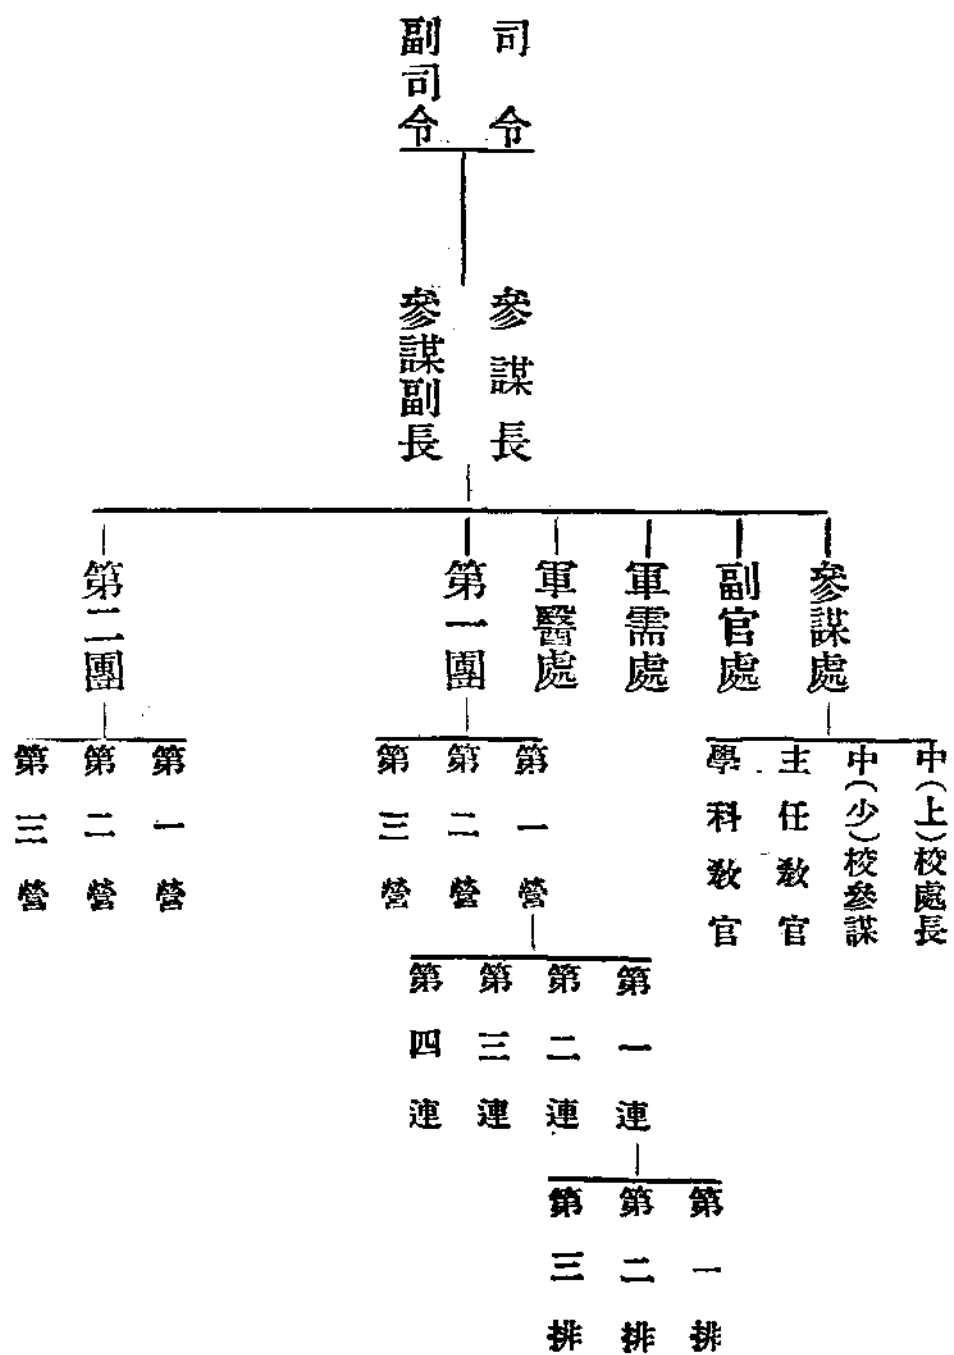 司令
副司令
參謀長
參謀副長
參謀處
副官處
軍需處
軍醫處
第一團
第二團
中(上)校處長
中(少)校參謀
主任教官
學科教官
第一營
第二營
第三營
第一營
第二營
第三營
第一連
第二連
第三連
第四連
第一排
第二排
第三排